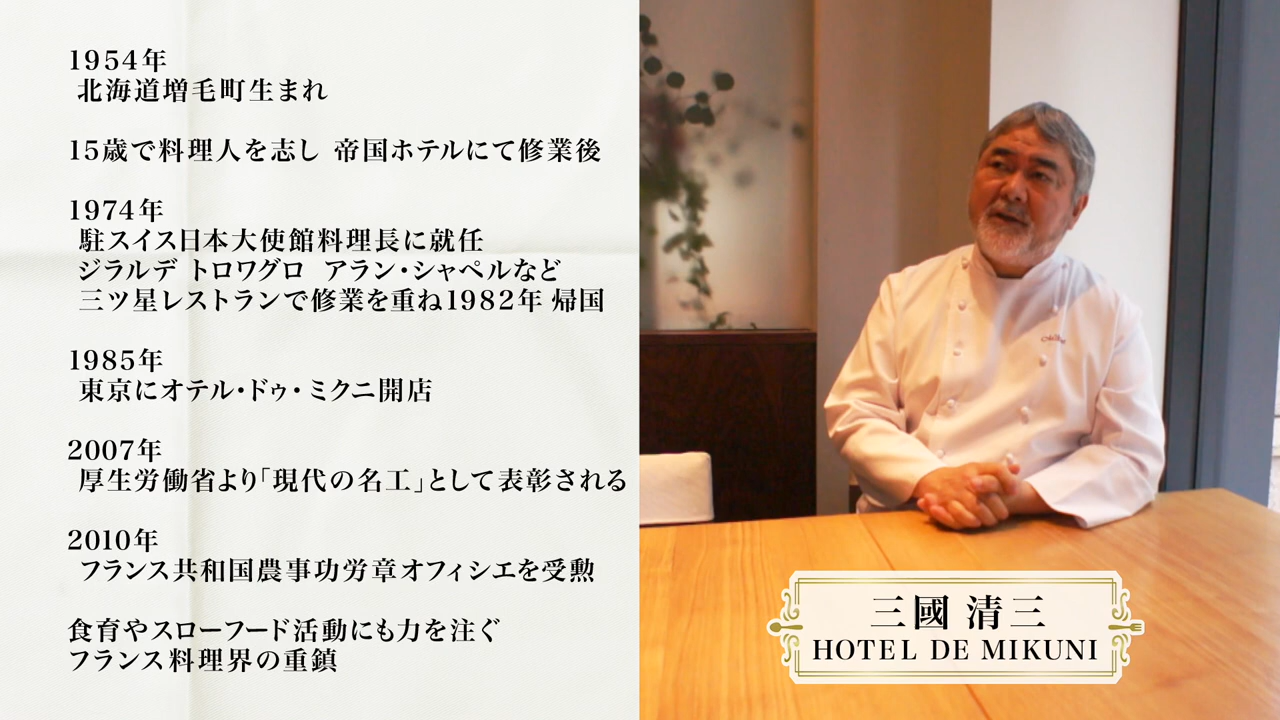 1954年
北海道増毛町生まれ
15歳で料理人を志し 帝国ホテルにて修業後
1974年
駐スイス日本大使館料理長に就任
ジラルデ トロワグロ アラン・シャペルなど
三ツ星レストランで修業を重ね1982年 帰国
1985年
東京にオテル・ドゥ・ミクニ開店
2007年
厚生労働省より「現代の名工」として表彰される
2010年
フランス共和国農事功労章オフィシエを受勲
食育やスローフード活動にも力を注ぐ
フランス料理界の重鎮
三國 清三
HOTEL DE MIKUNI